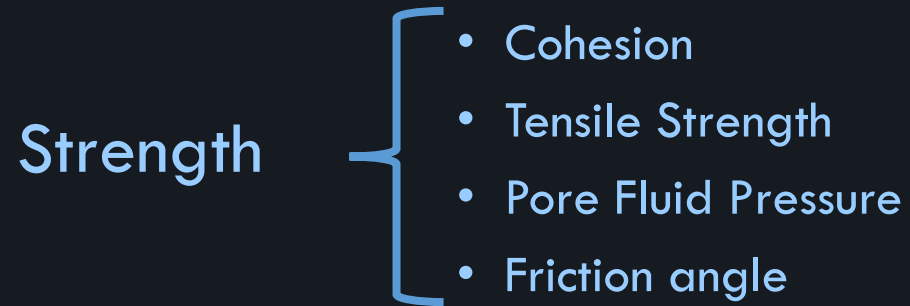 Strength
• Cohesion
• Tensile Strength
• Pore Fluid Pressure
• Friction angle